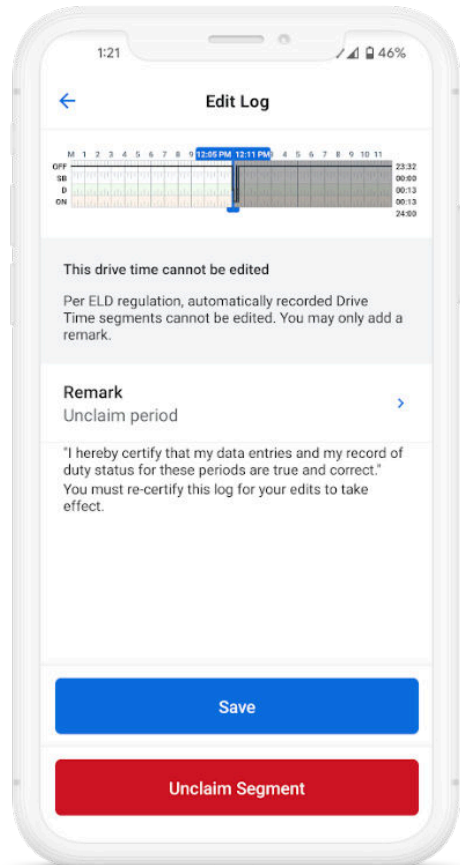 1:21 46%
Edit Log
M 1 2 3 4 5 6 7 8 9 12:05 PM 12:11 PM 4 5 6 7 8 9 10 11
OFF 23:32
SB 00:00
D 00:13
ON 00:13
24:00
This drive time cannot be edited
Per ELD regulation, automatically recorded Drive
Time segments cannot be edited. You may only add a
remark.
Remark
Unclaim period
"I hereby certify that my data entries and my record of
duty status for these periods are true and correct."
You must re-certify this log for your edits to take
effect.
Save
Unclaim Segment